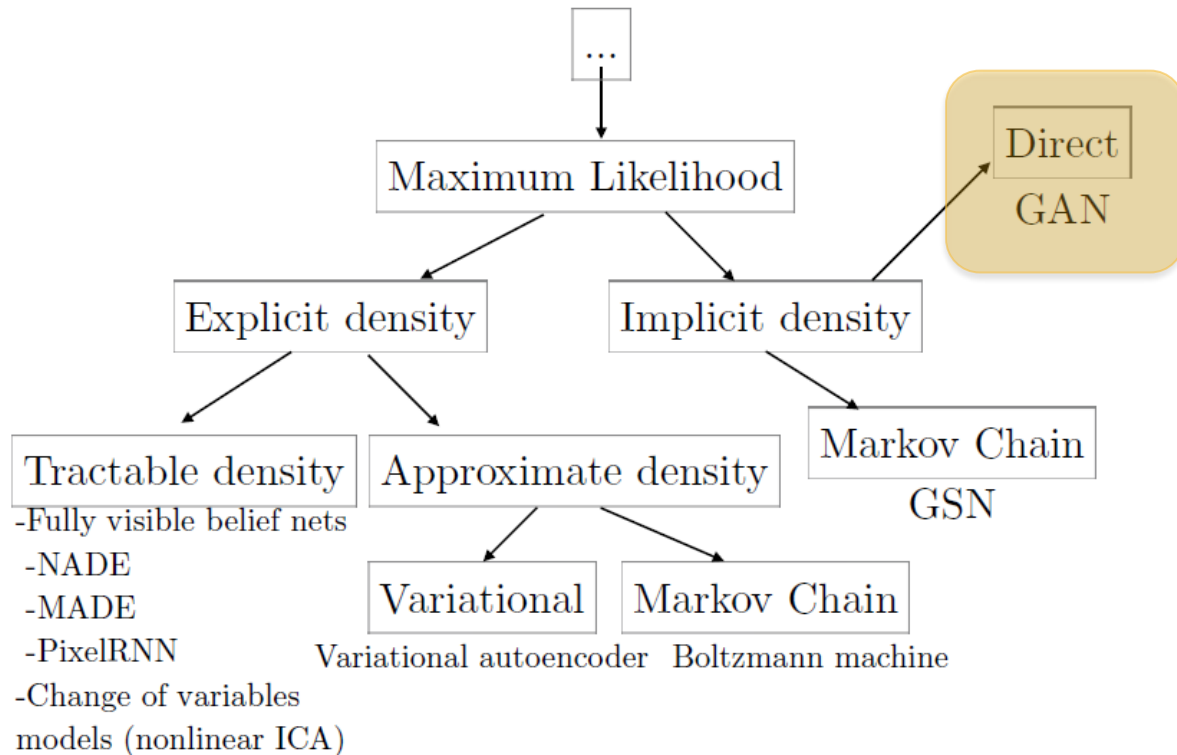 ...
Maximum Likelihood
Direct
GAN
Explicit density
Implicit density
Tractable density
-Fully visible belief nets
-NADE
-MADE
-PixelRNN
-Change of variables
models (nonlinear ICA)
Approximate density
Variational
Variational autoencoder
Markov Chain
Boltzmann machine
Markov Chain
GSN